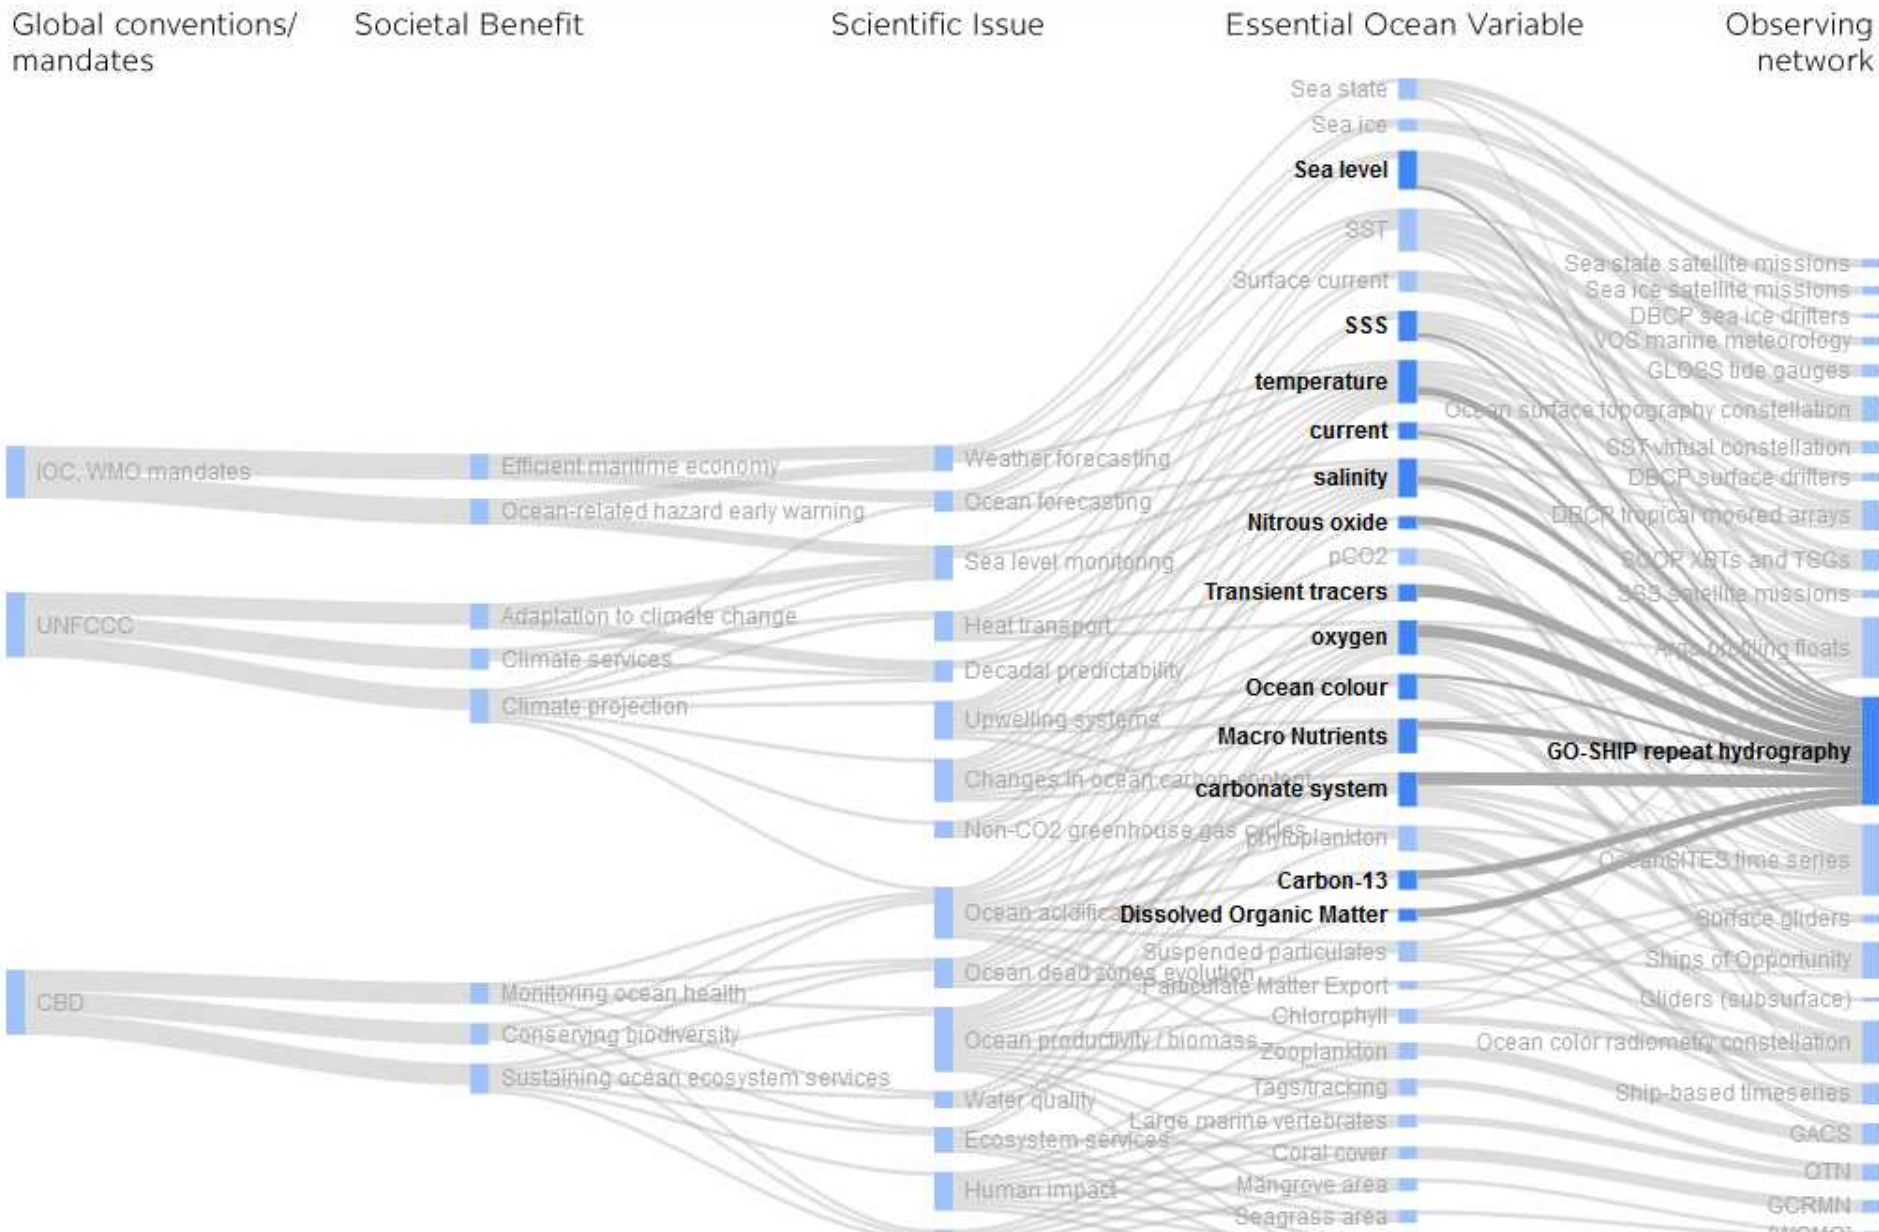 Global conventions/
mandates
Societal Benefit
Scientific Issue
Essential Ocean Variable
Observing
network
IOC, WMO mandates
UNFCCC
CBD
Efficient maritime economy
Ocean-related hazard early warning
Adaptation to climate change
Climate services
Climate projection
Monitoring ocean health
Conserving biodiversity
Sustaining ocean ecosystem services
Weather forecasting
Ocean forecasting
Sea level monitoring
Heat transport
Decadal predictability
Upwelling systems
Changes in ocean carbon content
Non-CO2 greenhouse gas cycles
Ocean acidifica
Ocean dead zones evolution
Ocean productivity / biomass
Water quality
Ecosystem services
Human impact
Sea state
Sea ice
Sea level
SST
Surface current
SSS
temperature
current
salinity
Nitrous oxide
pCO2
Transient tracers
oxygen
Ocean colour
Macro Nutrients
carbonate system
phytoplankton
Carbon-13
Dissolved Organic Matter
Suspended particulates
Particulate Matter Export
Chlorophyll
Zooplankton
Tags/tracking
Large marine vertebrates
Coral cover
Mangrove area
Seagrass area
Sea state satellite missions
Sea ice satellite missions
DBCP sea ice drifters
VOS marine meteorology
GLOSS tide gauges
Ocean surface topography constellation
SST virtual constellation
DBCP surface drifters
DBCP tropical moored arrays
SOOP XBTs and TSGs
SSS satellite missions
Argo profiling floats
GO-SHIP repeat hydrography
OceanSITES time series
Surface gliders
Ships of Opportunity
Gliders (subsurface)
Ocean color radiometry constellation
Ship-based timeseries
GACS
OTN
GCRMN